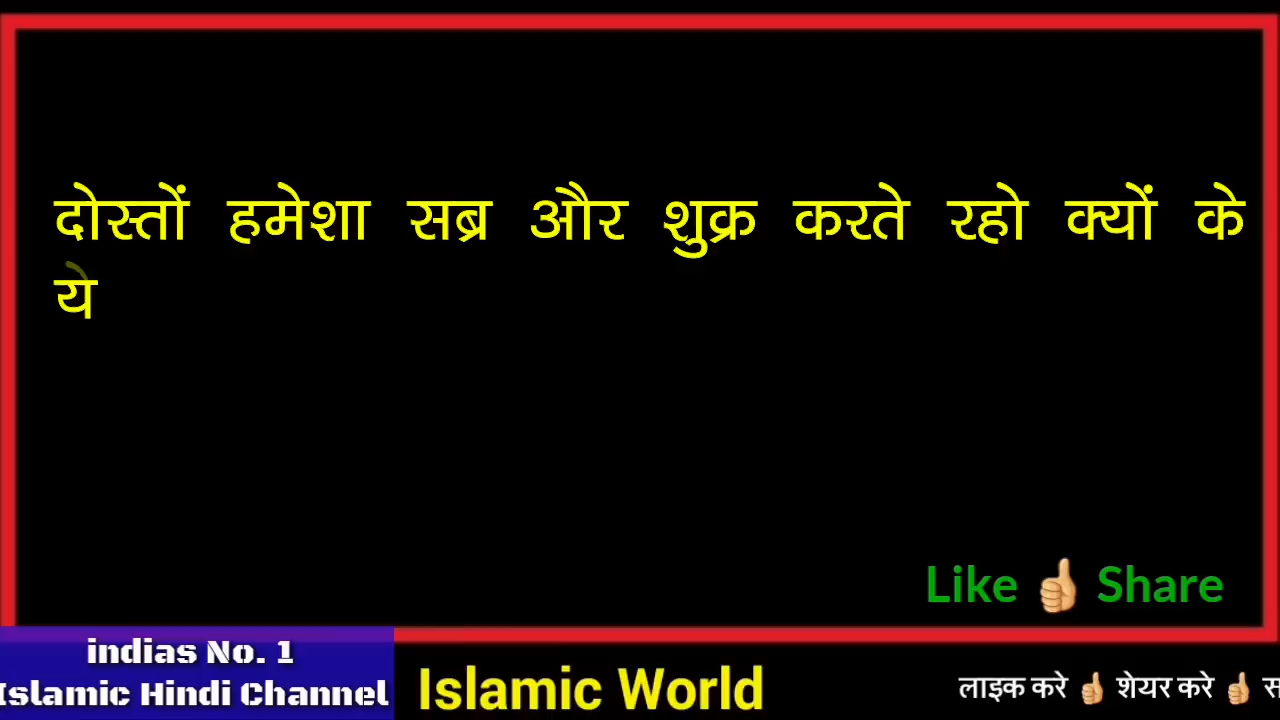 दोस्तों हमेशा सब्र और शुक्र करते रहो क्यों के
ये
Like 👍 Share
indias No. 1
Islamic Hindi Channel
Islamic World
लाइक करे 👍 शेयर करे 👍